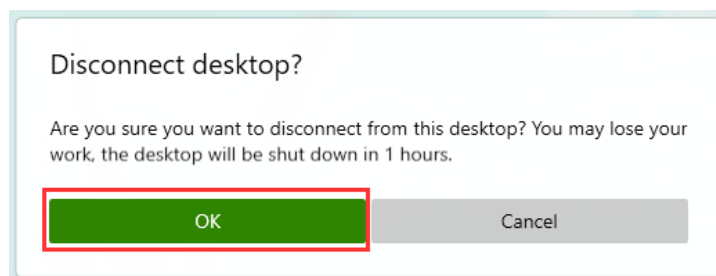 Disconnect desktop?
Are you sure you want to disconnect from this desktop? You may lose your
work, the desktop will be shut down in 1 hours.
OK
Cancel